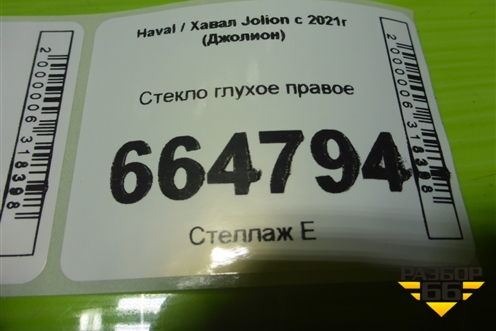 Haval / Хавал Jolion с 2021г
(Джолион)
Стекло глухое правое
664794
Стеллаж Е
2000006318398
2000006318398
РАЗБОР
66